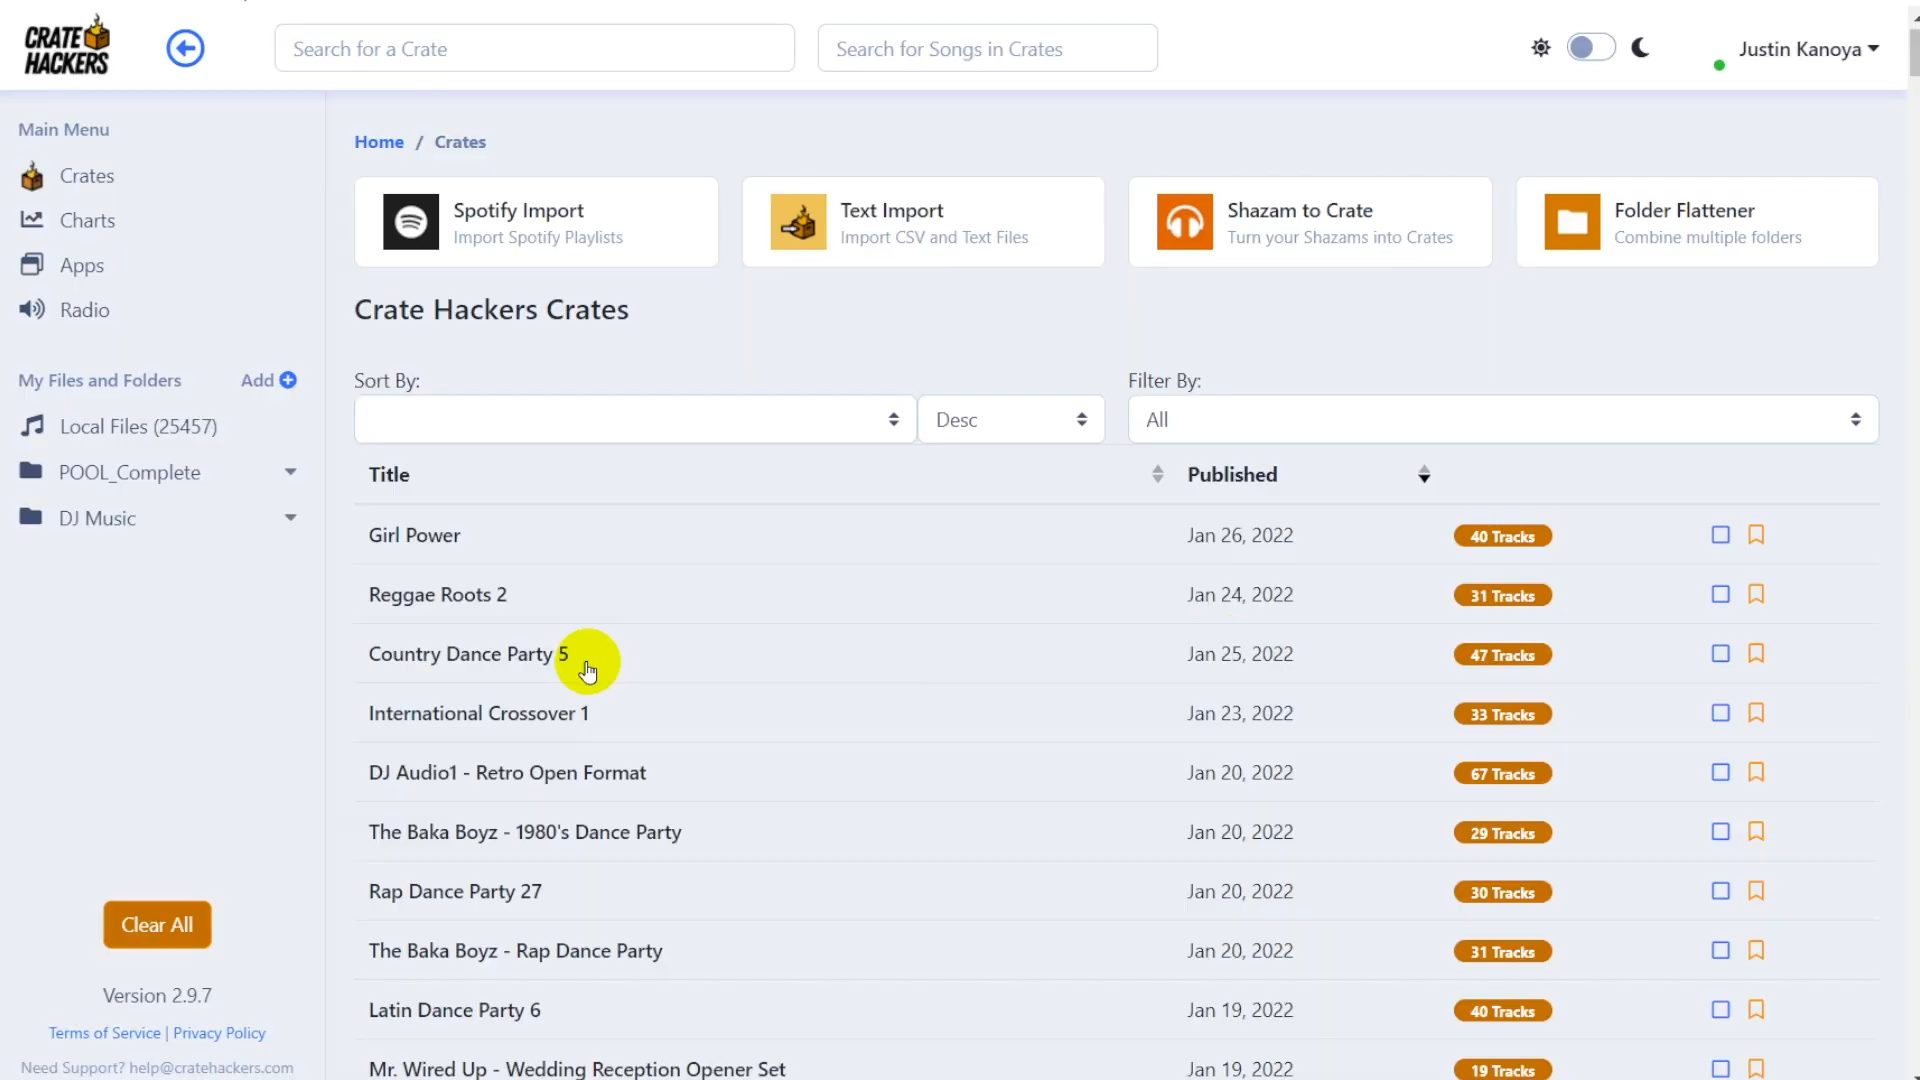 CRATE
HACKERS
Search for a Crate
Search for Songs in Crates
Justin Kanoya
Main Menu
Crates
Charts
Apps
Radio
My Files and Folders
Add
Local Files (25457)
POOL_Complete
DJ Music
Clear All
Version 2.9.7
Terms of Service | Privacy Policy
Need Support? help@cratehackers.com
Home / Crates
Spotify Import
Import Spotify Playlists
Text Import
Import CSV and Text Files
Shazam to Crate
Turn your Shazams into Crates
Folder Flattener
Combine multiple folders
Crate Hackers Crates
Sort By:
Desc
Filter By:
All
Title Published
Girl Power Jan 26, 2022 40 Tracks
Reggae Roots 2 Jan 24, 2022 31 Tracks
Country Dance Party 5 Jan 25, 2022 47 Tracks
International Crossover 1 Jan 23, 2022 33 Tracks
DJ Audio1 - Retro Open Format Jan 20, 2022 67 Tracks
The Baka Boyz - 1980's Dance Party Jan 20, 2022 29 Tracks
Rap Dance Party 27 Jan 20, 2022 30 Tracks
The Baka Boyz - Rap Dance Party Jan 20, 2022 31 Tracks
Latin Dance Party 6 Jan 19, 2022 40 Tracks
Mr. Wired Up - Wedding Reception Opener Set Jan 19, 2022 19 Tracks